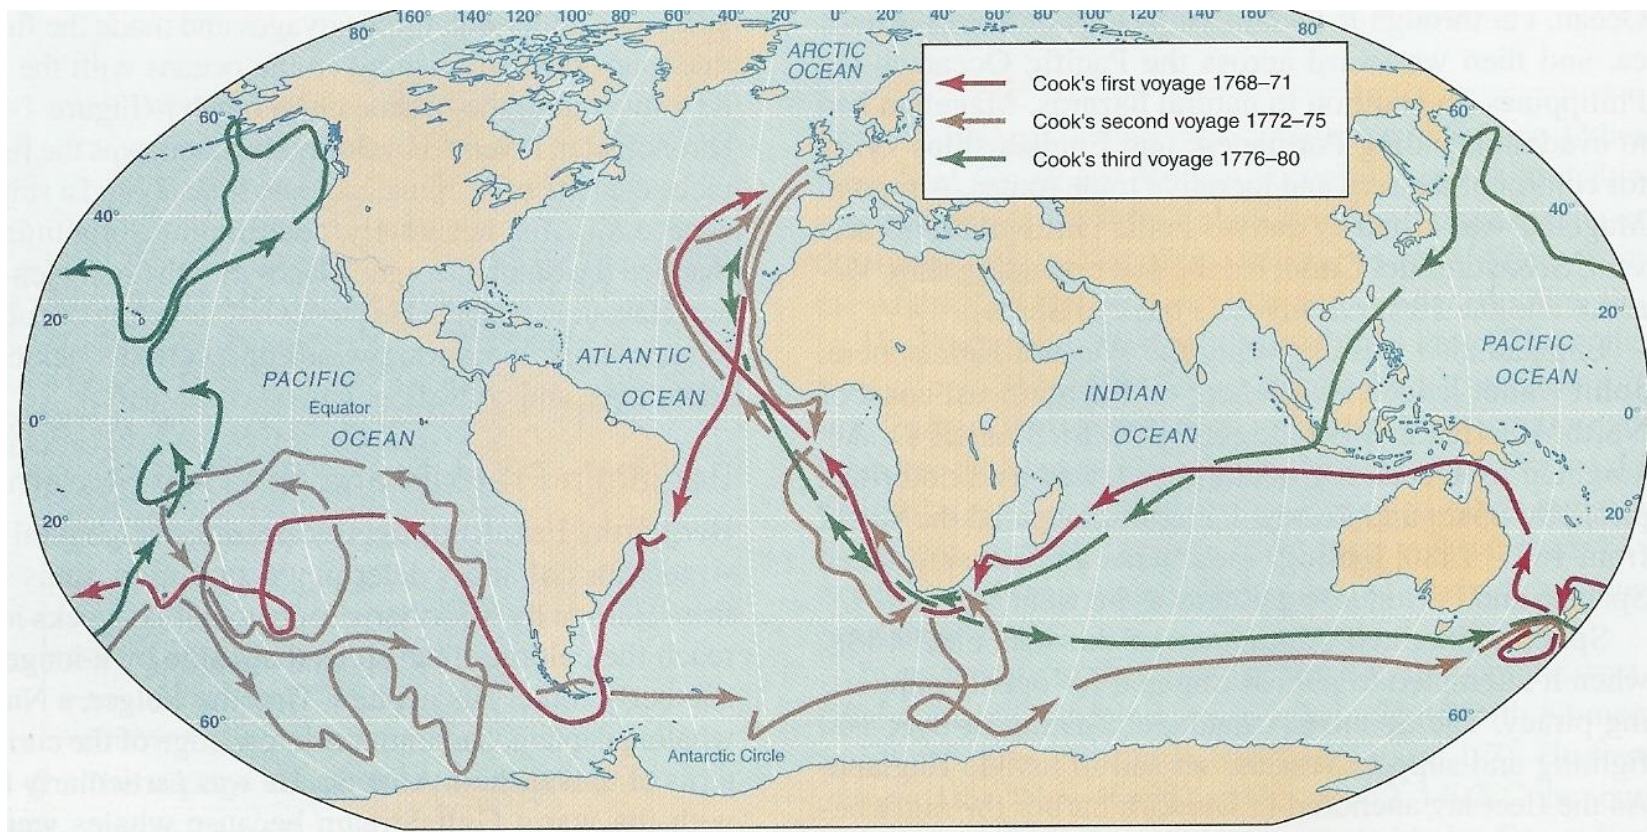 160° 140° 120° 100° 80° 60° 40° 20° 0° 20° 40° 60° 80° 100° 120° 140° 160°
80°
80°
ARCTIC
OCEAN
Cook's first voyage 1768–71
Cook's second voyage 1772–75
Cook's third voyage 1776–80
60°
60°
40°
40°
20°
20°
ATLANTIC
OCEAN
PACIFIC
Equator
OCEAN
INDIAN
OCEAN
PACIFIC
OCEAN
0°
0°
20°
20°
60°
60°
Antarctic Circle